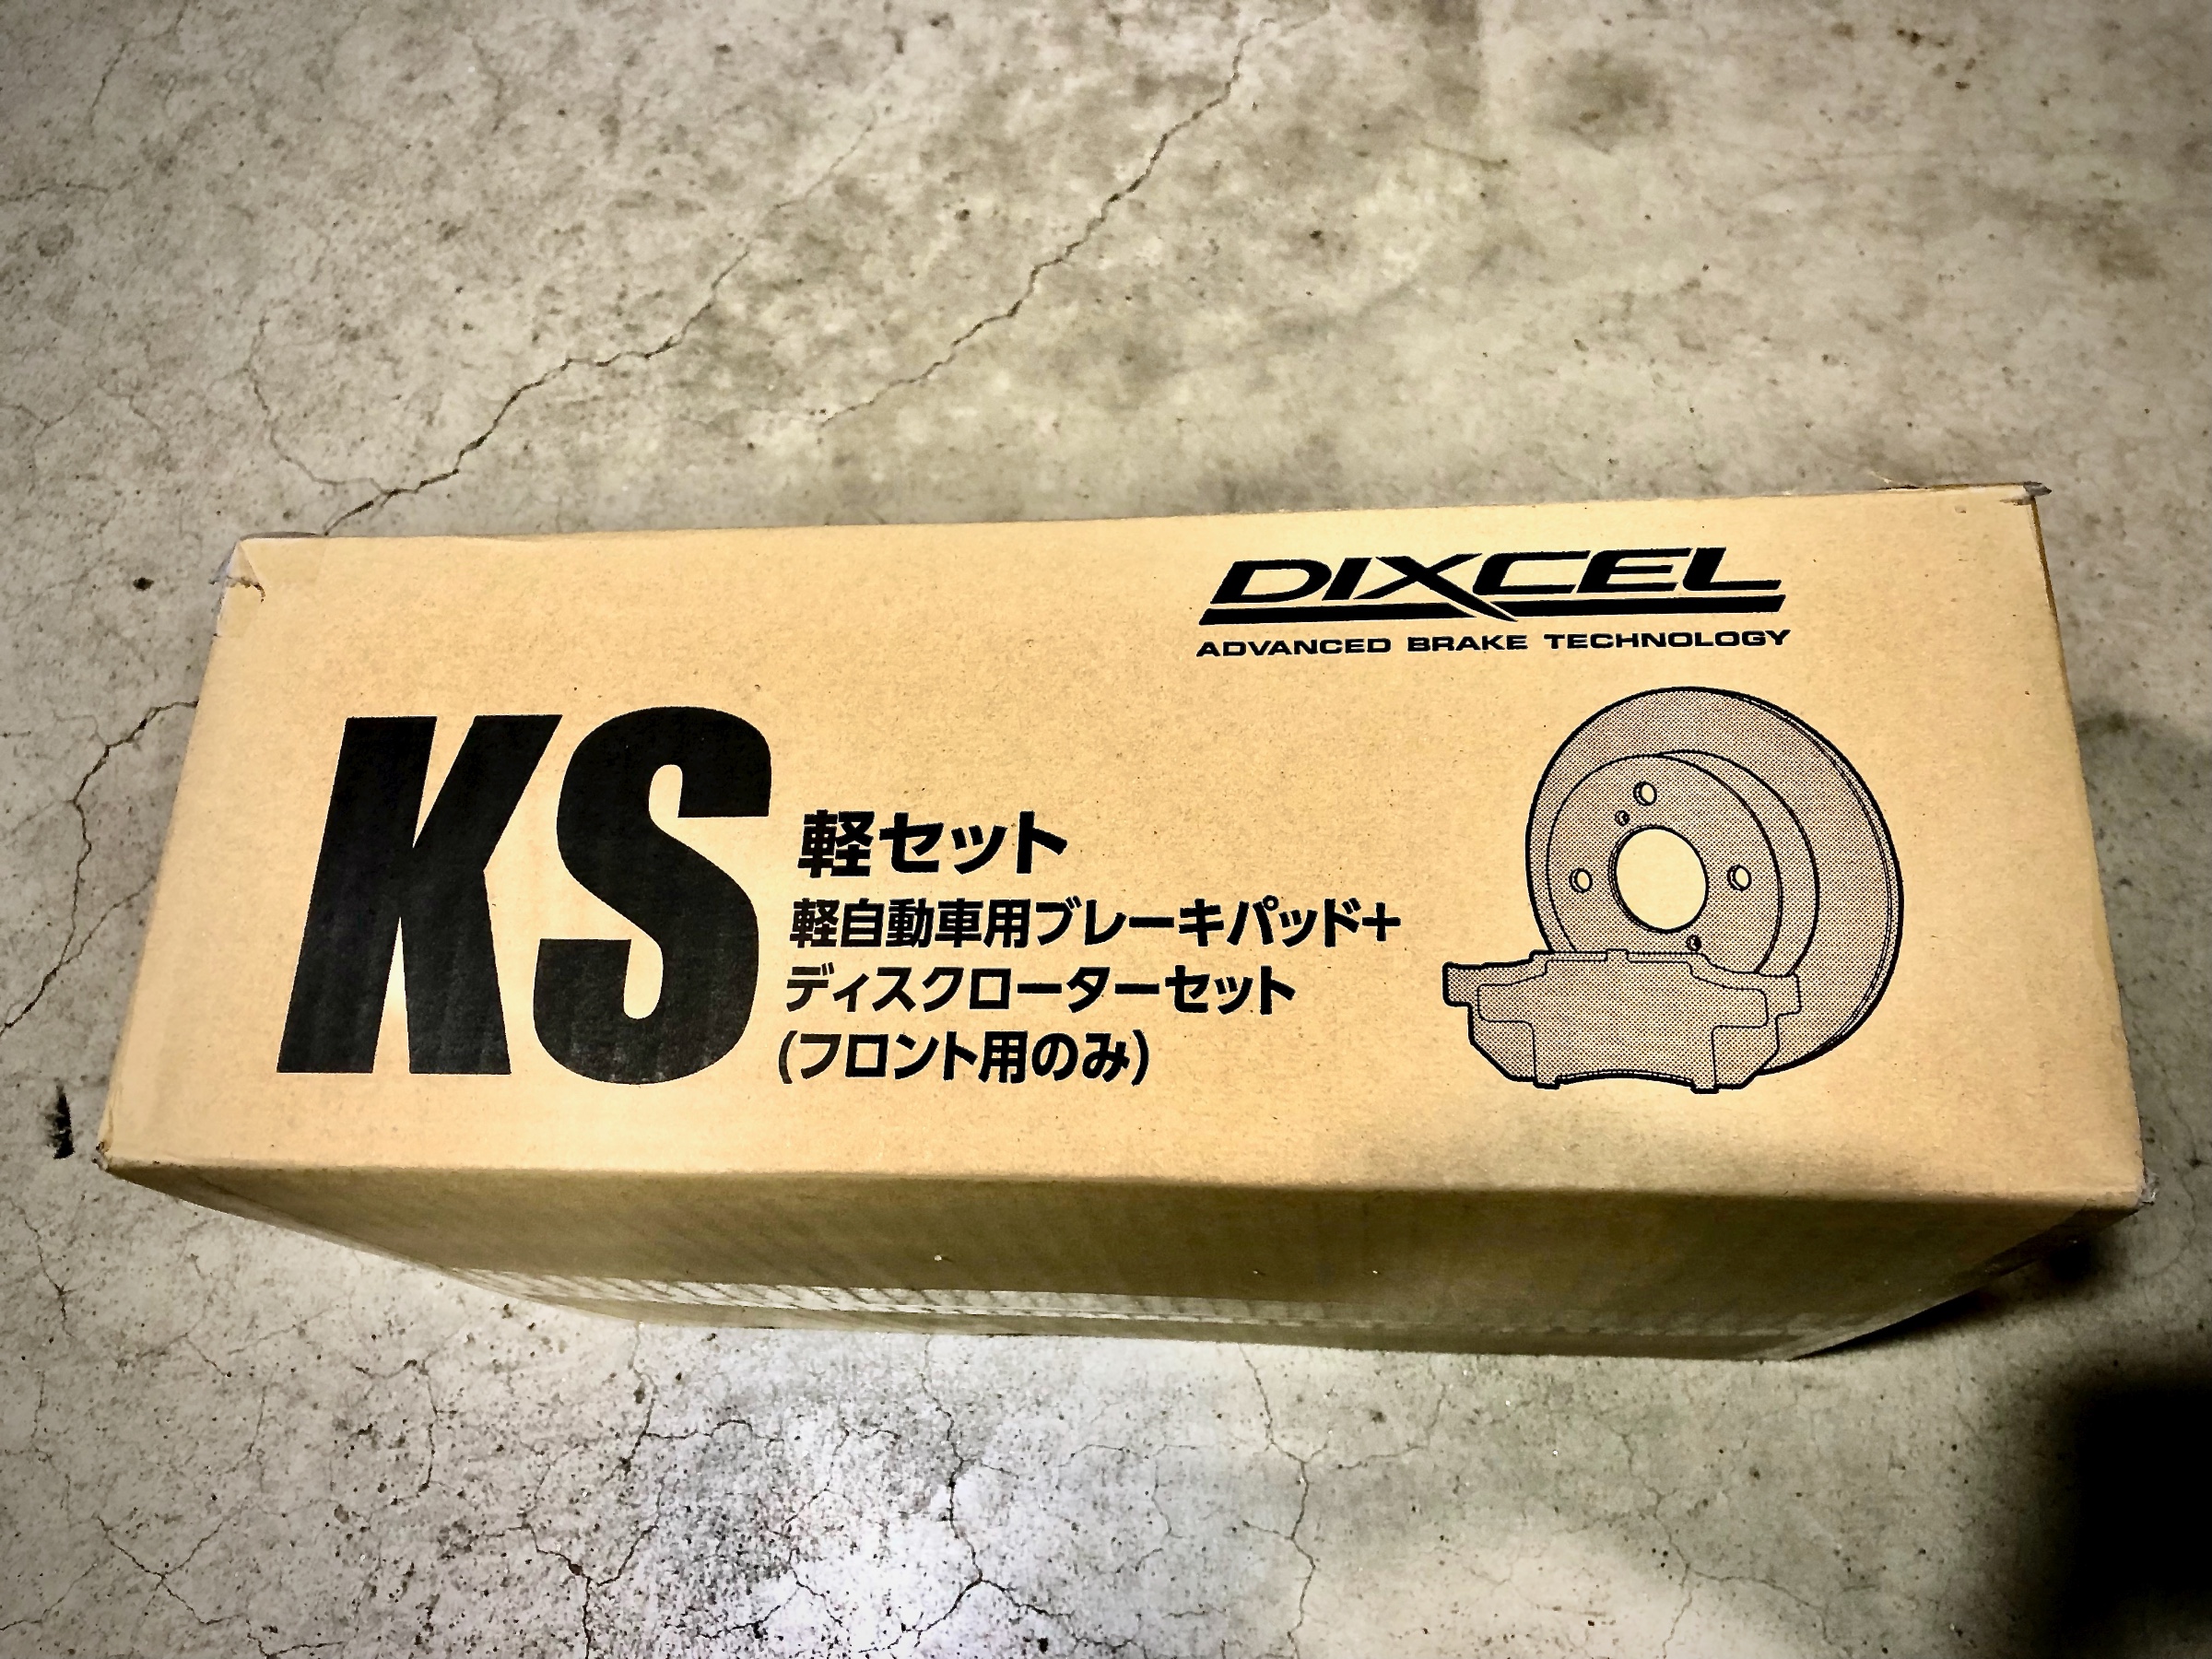 DIXCEL
ADVANCED BRAKE TECHNOLOGY
KS
軽セット
軽自動車用ブレーキパッド+
ディスクローターセット
(フロント用のみ)